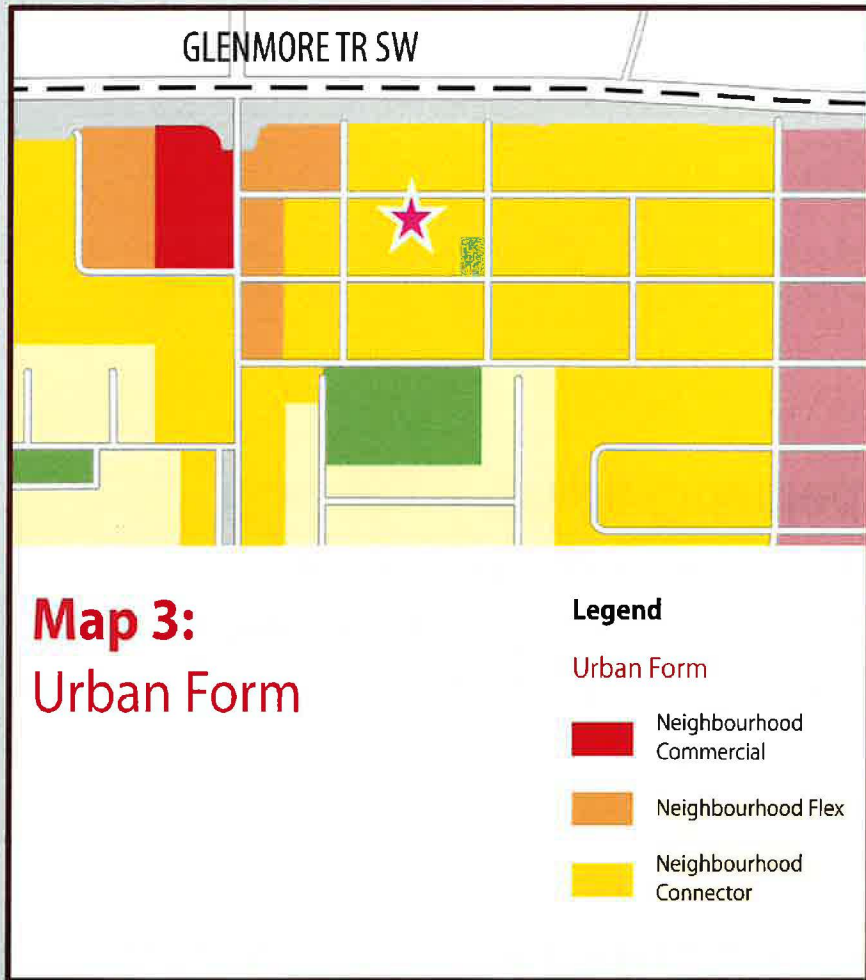 GLENMORE TR SW
Map 3:
Urban Form
Legend
Urban Form
Neighbourhood
Commercial
Neighbourhood Flex
Neighbourhood
Connector